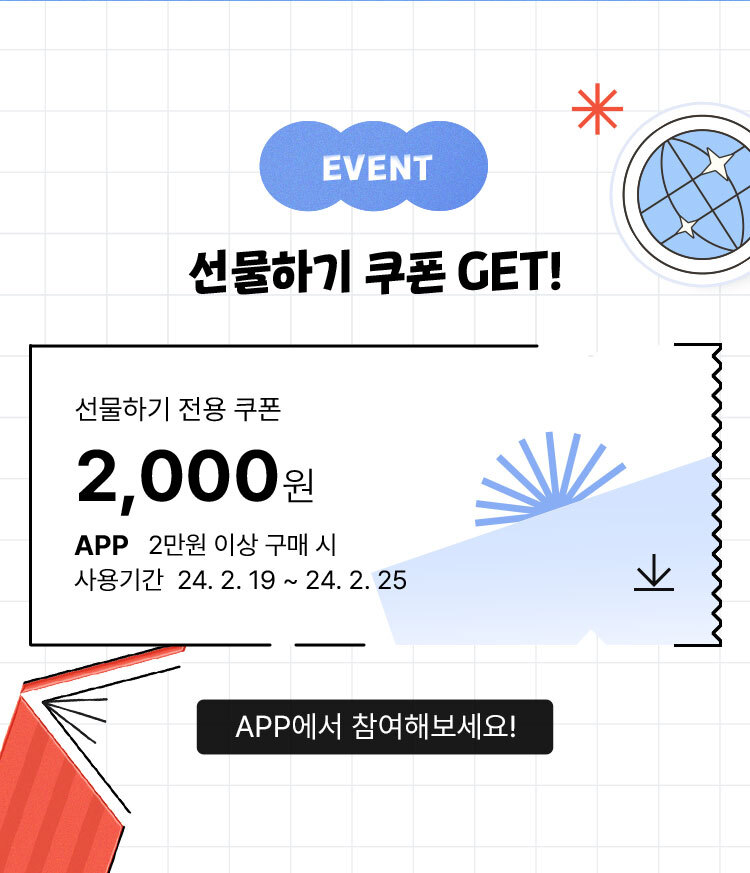 EVENT
선물하기 쿠폰 GET!
선물하기 전용 쿠폰
2,000원
APP 2만원 이상 구매 시
사용기간 24. 2. 19 ~ 24. 2. 25
APP에서 참여해보세요!